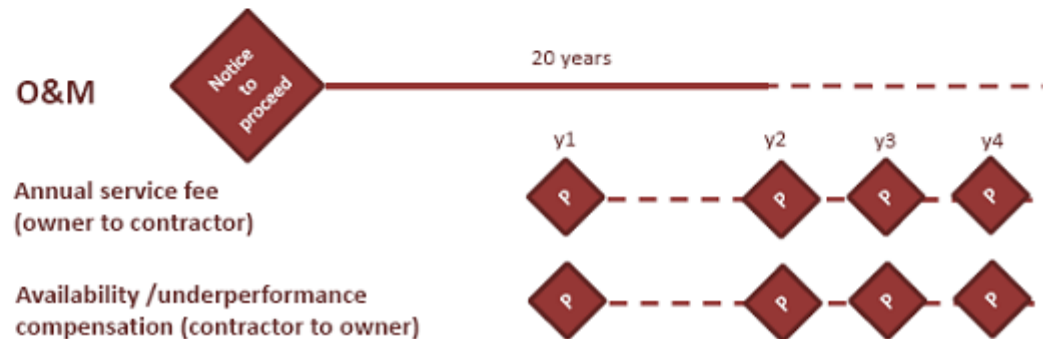 Notice
to
proceed
O&M
20 years
y1 y2 y3 y4
Annual service fee
(owner to contractor)
P P P P
Availability /underperformance
compensation (contractor to owner)
P P P P